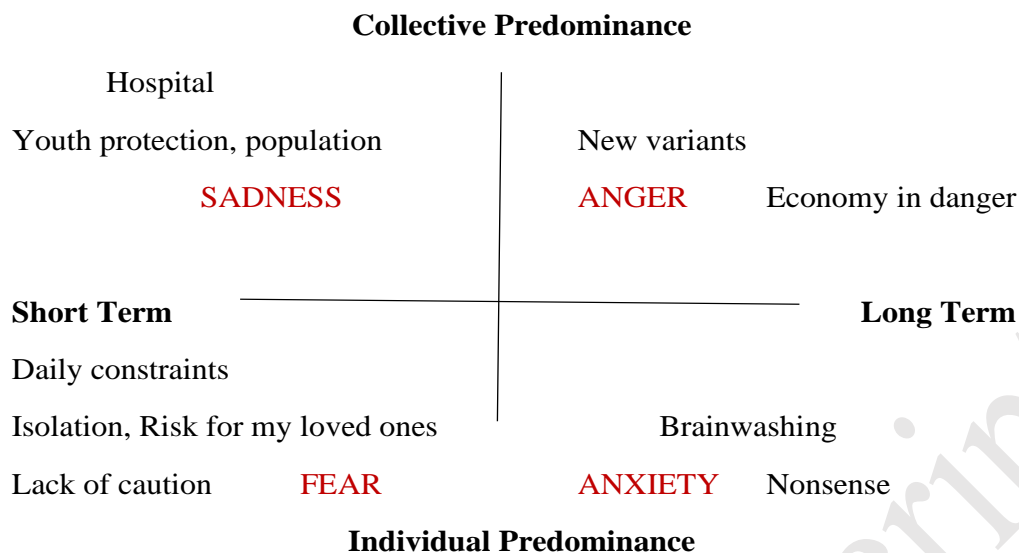 Collective Predominance
Hospital
Youth protection, population New variants
SADNESS ANGER Economy in danger
Short Term Long Term
Daily constraints
Isolation, Risk for my loved ones Brainwashing
Lack of caution FEAR ANXIETY Nonsense
Individual Predominance